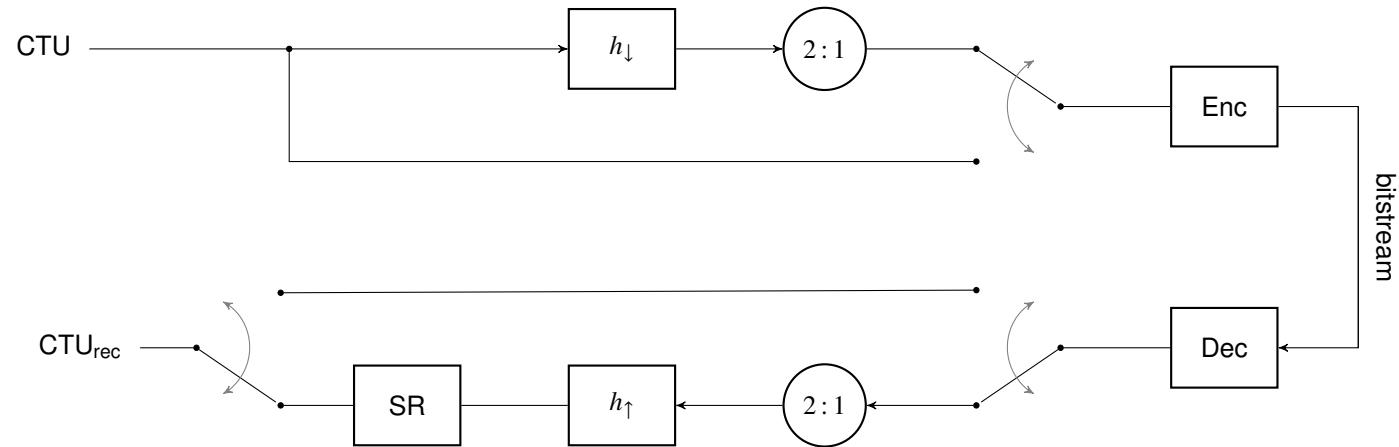 CTU
h↓
2 : 1
Enc
bitstream
CTUrec
SR
h↑
2 : 1
Dec